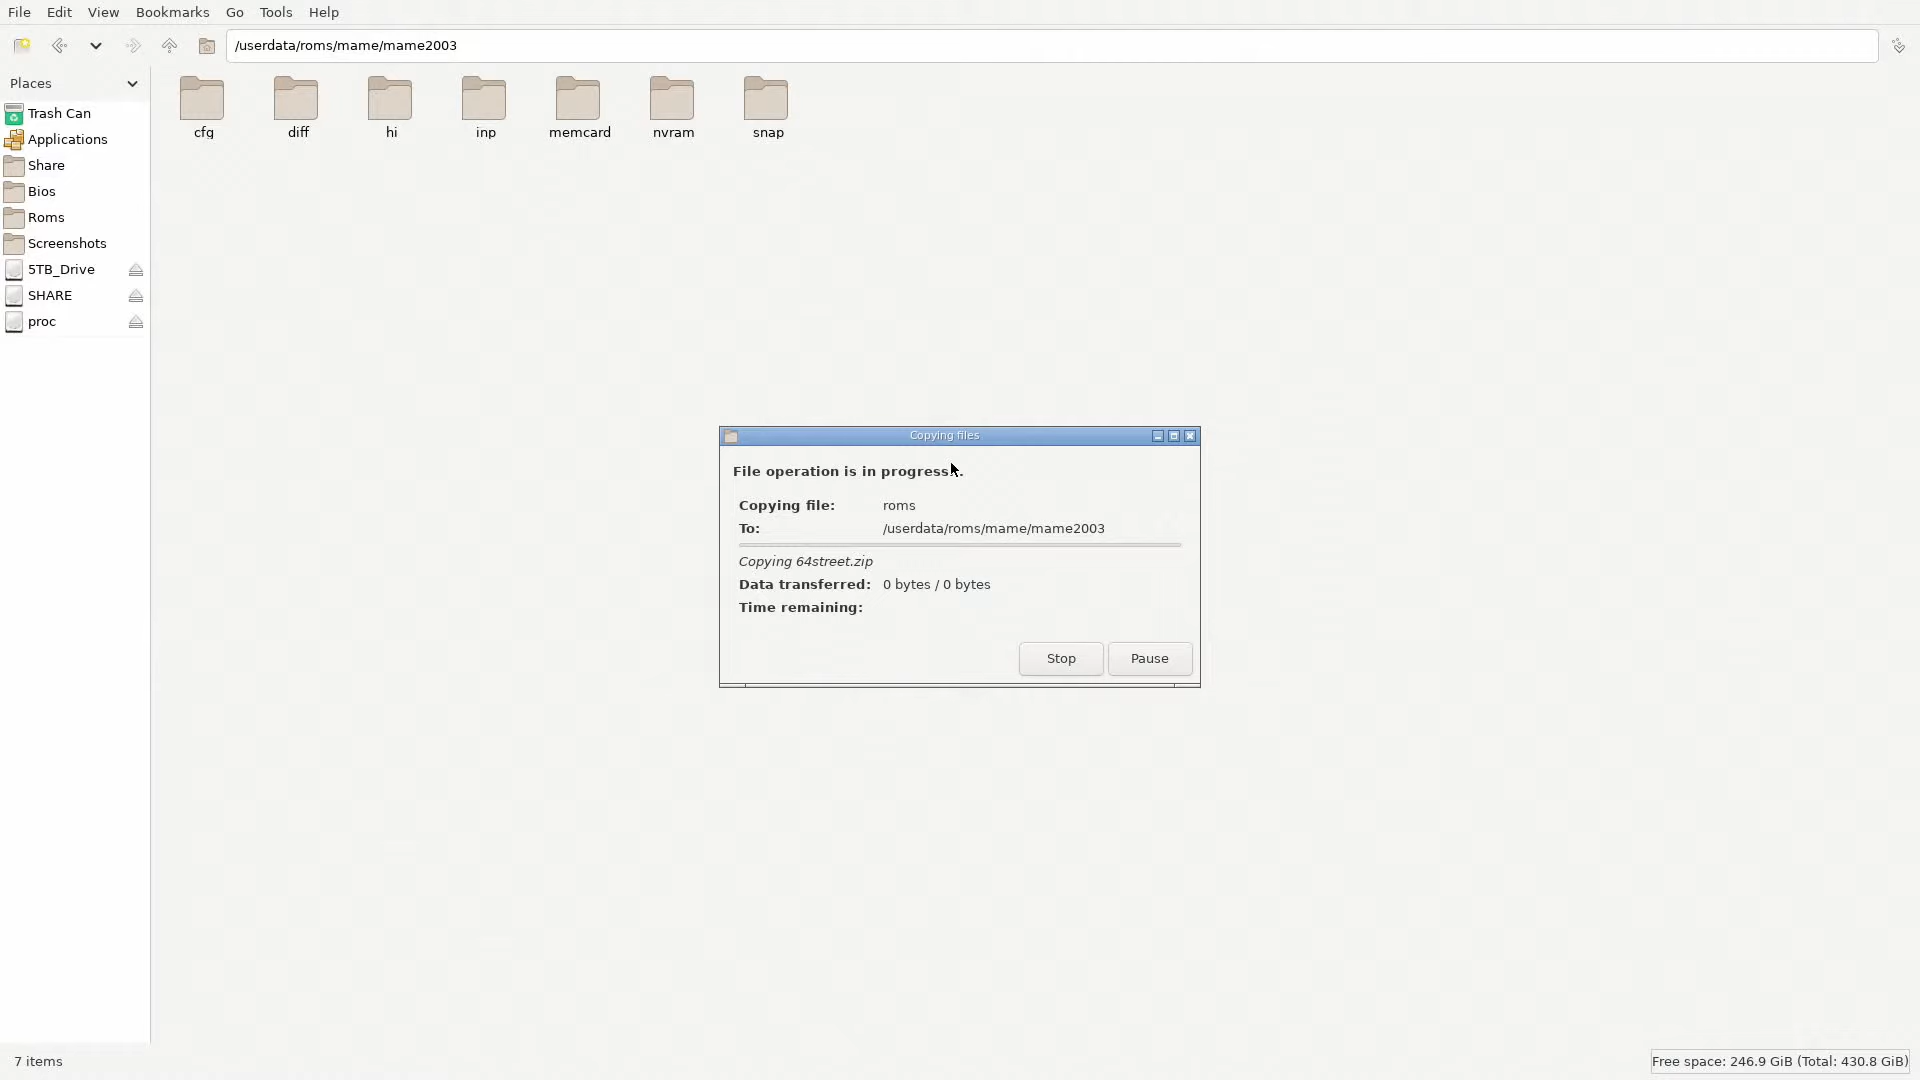 File Edit View Bookmarks Go Tools Help
/userdata/roms/mame/mame2003
Places
Trash Can
Applications
Share
Bios
Roms
Screenshots
5TB_Drive
SHARE
proc
cfg diff hi inp memcard nvram snap
Copying files
File operation is in progress...
Copying file: roms
To: /userdata/roms/mame/mame2003
Copying 64street.zip
Data transferred: 0 bytes / 0 bytes
Time remaining:
Stop Pause
7 items
Free space: 246.9 GiB (Total: 430.8 GiB)